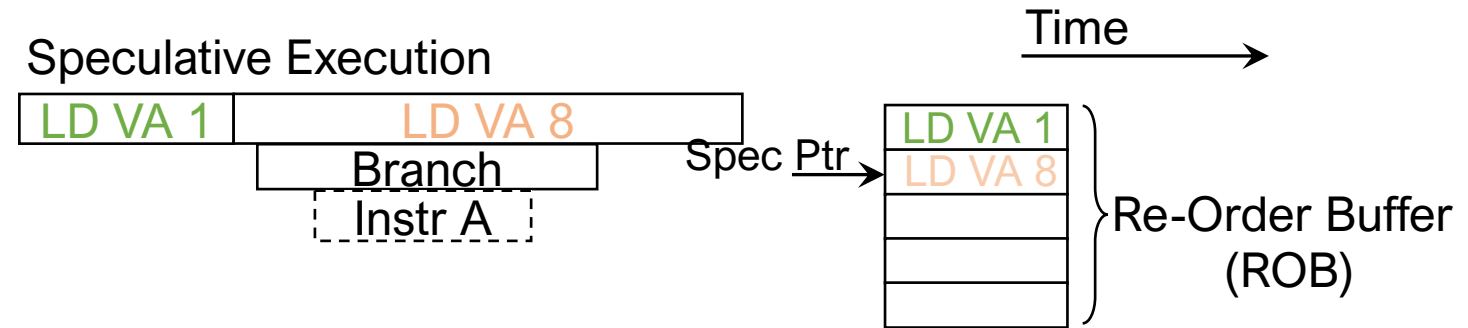 Time
Speculative Execution
LD VA 1
LD VA 8
Branch
Instr A
Spec Ptr
LD VA 1
LD VA 8
Re-Order Buffer
(ROB)